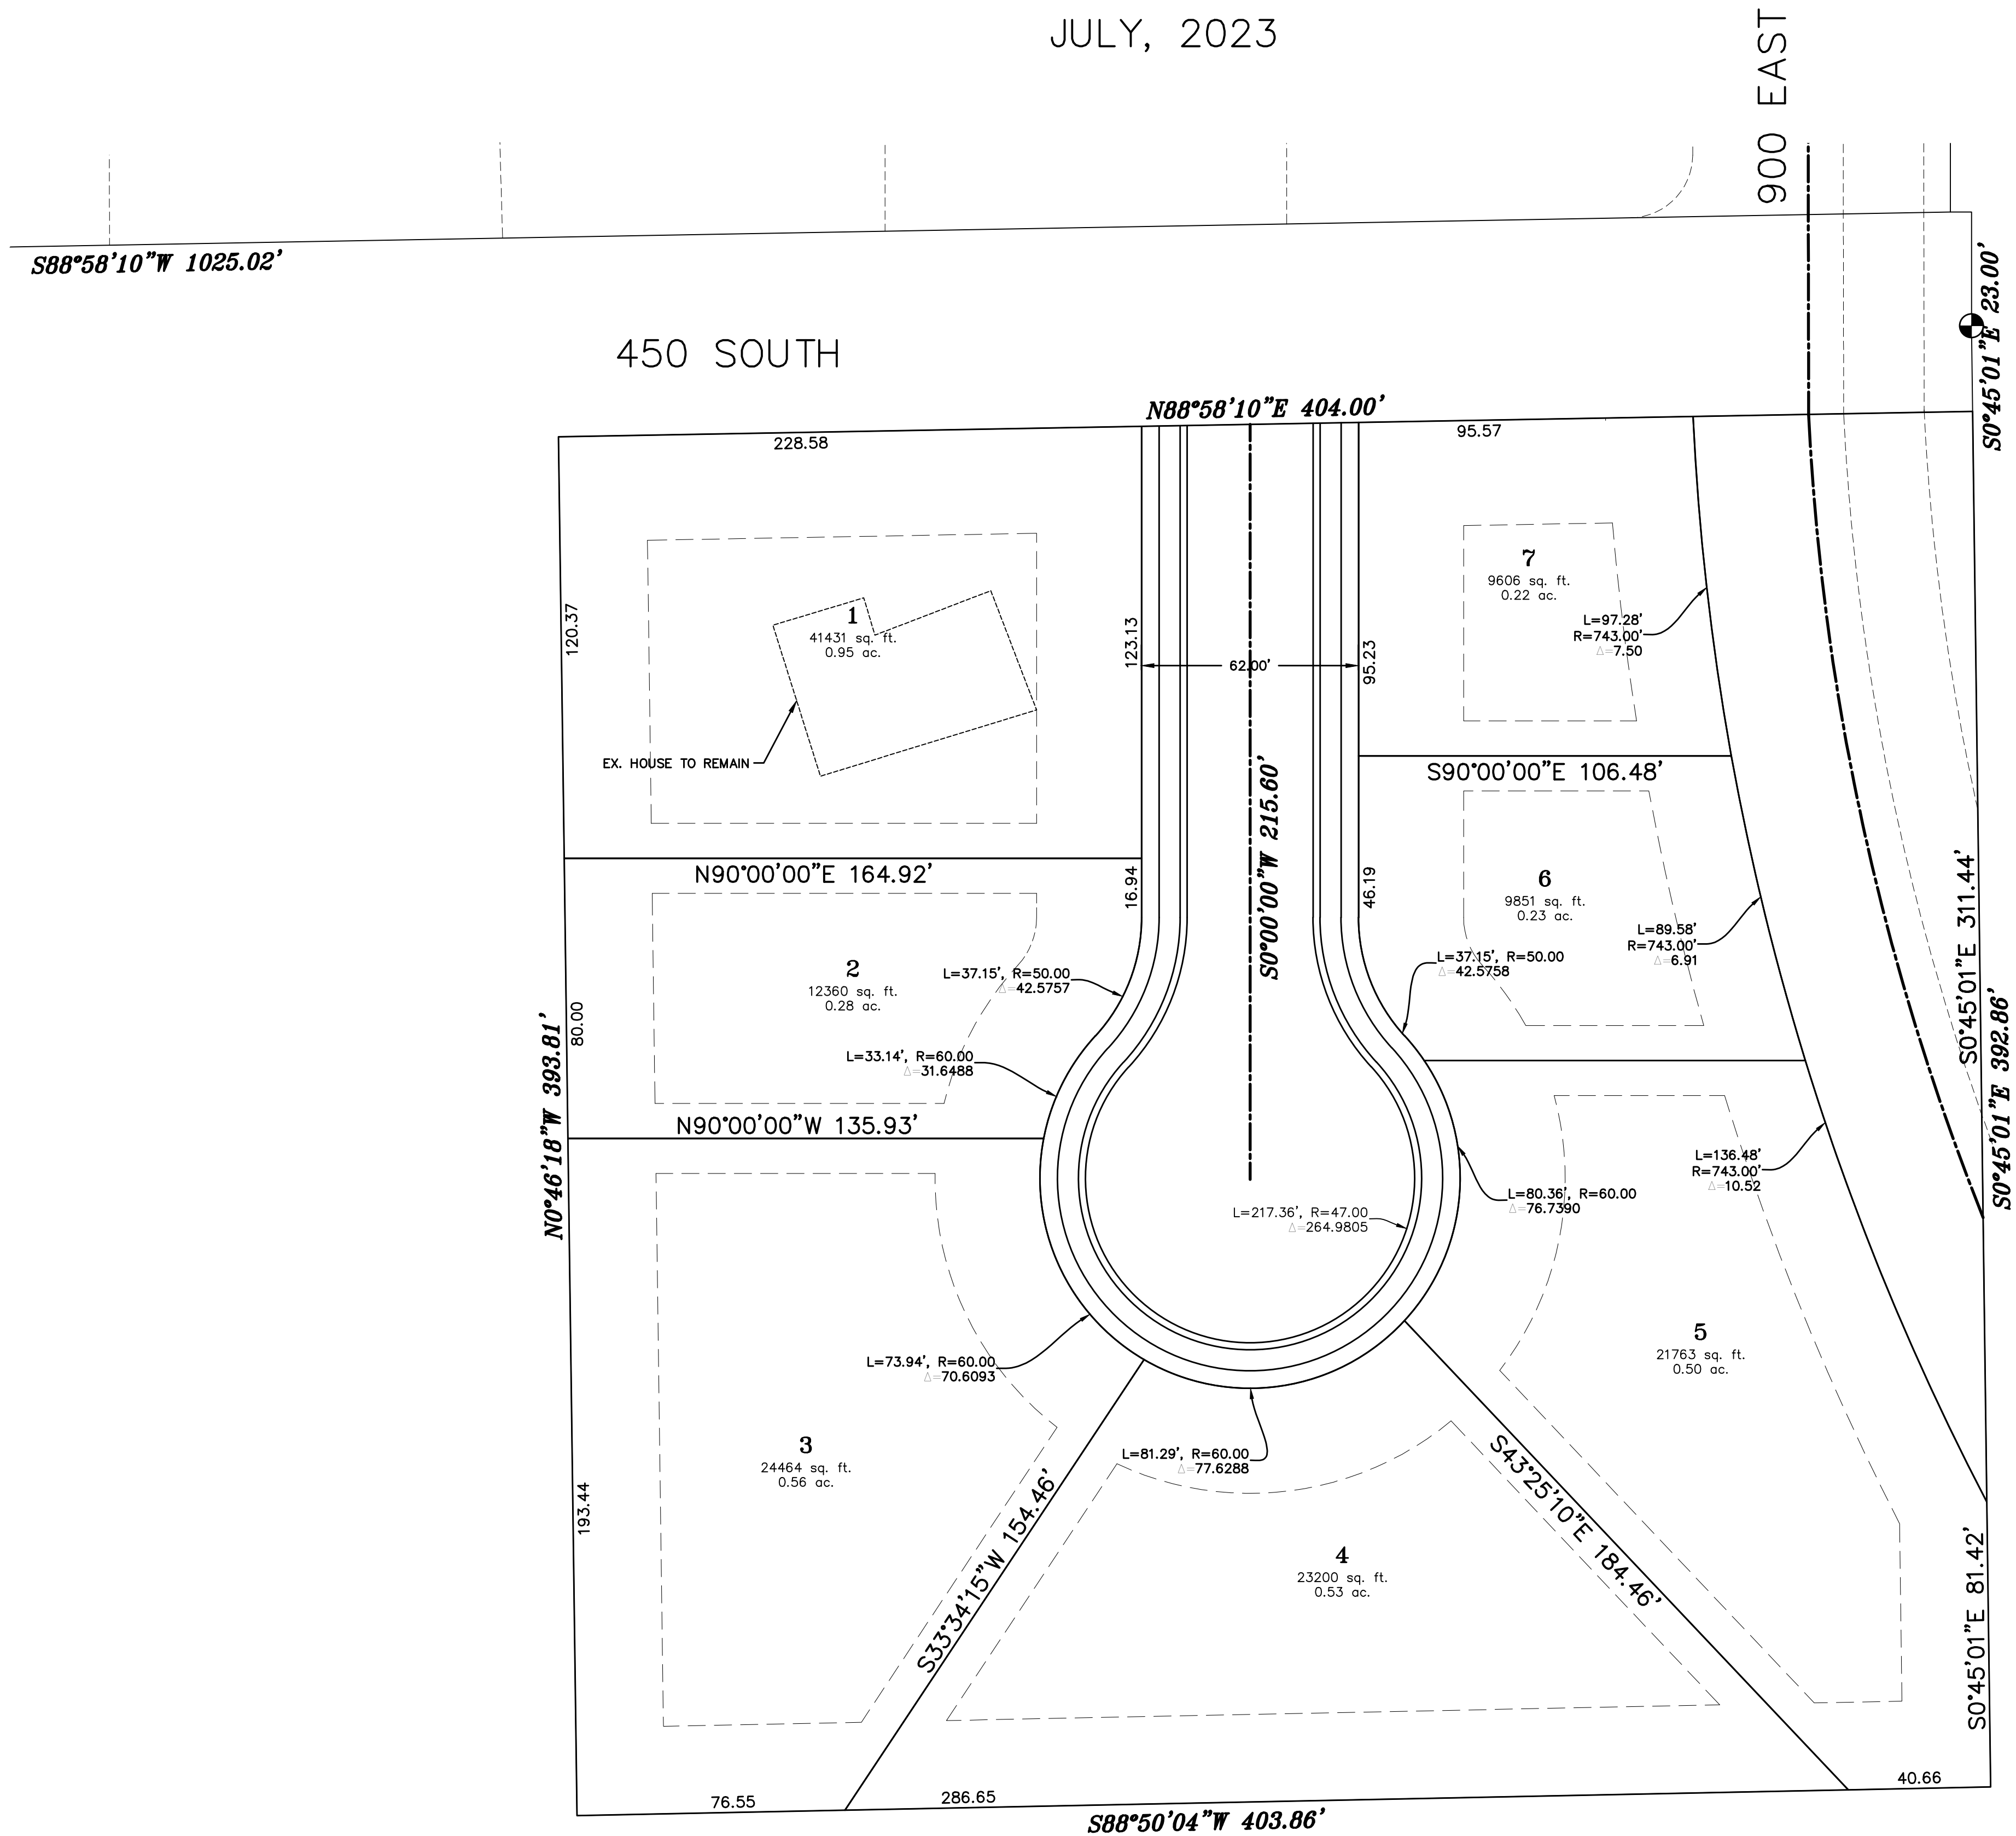 JULY, 2023
900 EAST
S88°58'10"W 1025.02'
S0°45'01"E 23.00'
450 SOUTH
N88°58'10"E 404.00'
228.58
95.57
7
9606 sq. ft.
0.22 ac.
L=97.28'
R=743.00'
Δ=7.50
1
41431 sq. ft.
0.95 ac.
120.37
123.13
62.00'
95.23
EX. HOUSE TO REMAIN
S90°00'00"E 106.48'
S0°00'00"W 215.60'
N90°00'00"E 164.92'
16.94
46.19
6
9851 sq. ft.
0.23 ac.
L=89.58'
R=743.00'
Δ=6.91
S0°45'01"E 311.44'
2
12360 sq. ft.
0.28 ac.
L=37.15', R=50.00
Δ=42.5757
L=37.15', R=50.00
Δ=42.5758
80.00
L=33.14', R=60.00
Δ=31.6488
N0°46'18"W 393.81'
S0°45'01"E 392.86'
N90°00'00"W 135.93'
L=136.48'
R=743.00'
Δ=10.52
L=80.36', R=60.00
Δ=76.7390
L=217.36', R=47.00
Δ=264.9805
5
21763 sq. ft.
0.50 ac.
L=73.94', R=60.00
Δ=70.6093
3
24464 sq. ft.
0.56 ac.
L=81.29', R=60.00
Δ=77.6288
193.44
S33°34'15"W 154.46'
S43°25'10"E 184.46'
4
23200 sq. ft.
0.53 ac.
S0°45'01"E 81.42'
76.55
286.65
40.66
S88°50'04"W 403.86'